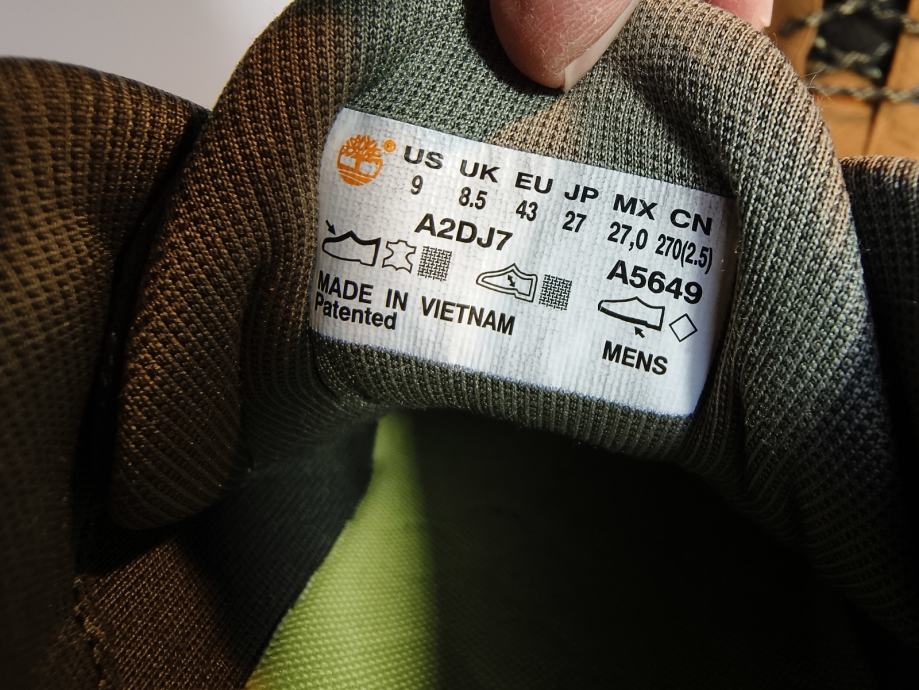 ® US UK EU JP MX CN
9 8.5 43 27 27,0 270(2.5)
A2DJ7 A5649
MADE IN VIETNAM
Patented
MENS